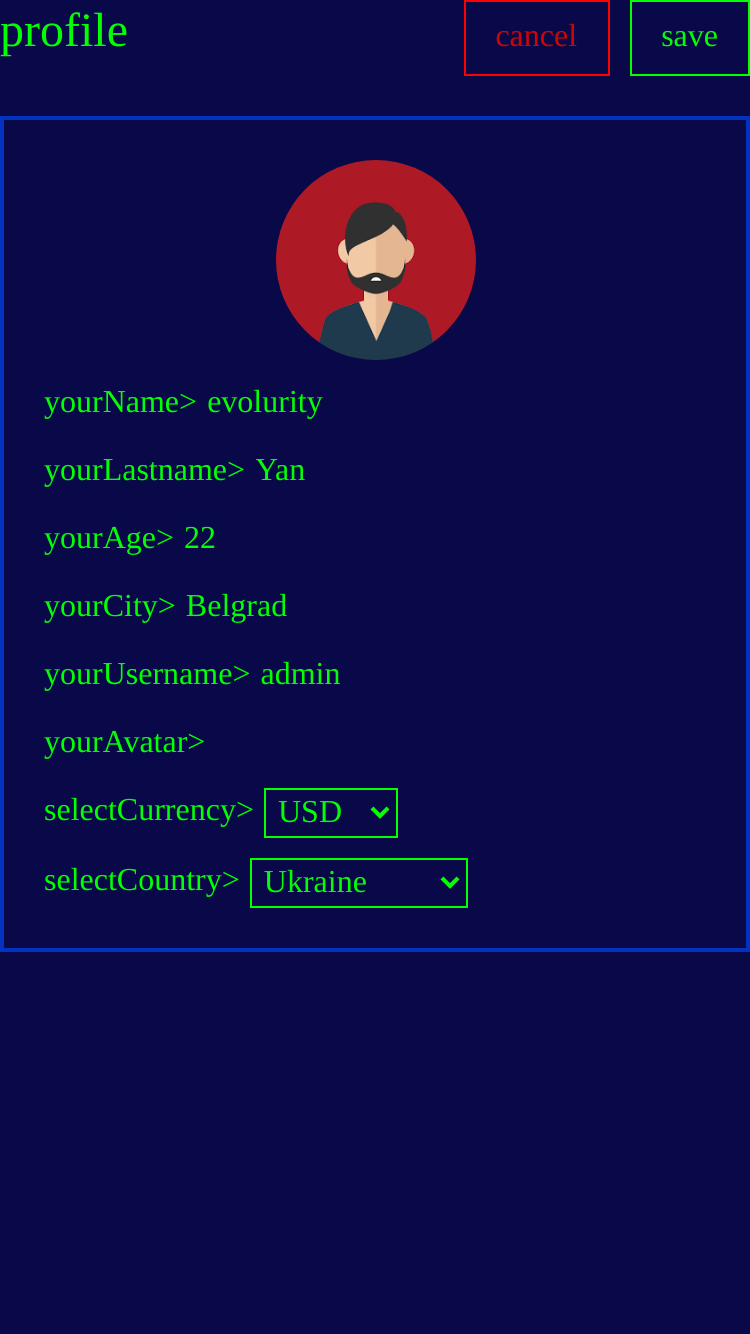 profile
cancel
save
yourName> evolurity
yourLastname> Yan
yourAge> 22
yourCity> Belgrad
yourUsername> admin
yourAvatar>
selectCurrency> USD
selectCountry> Ukraine